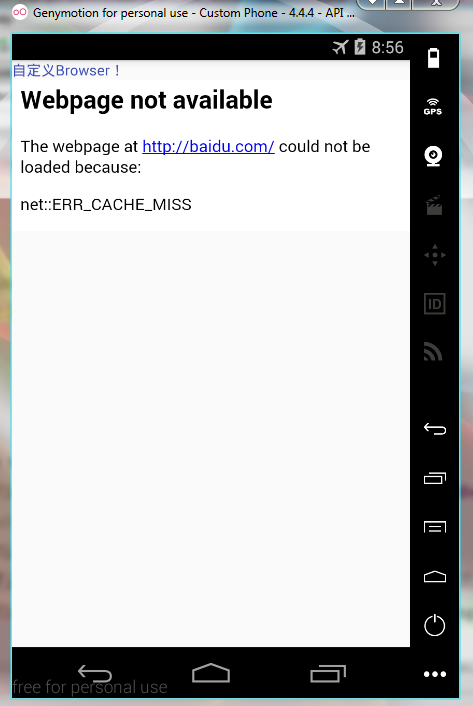 Genymotion for personal use - Custom Phone - 4.4.4 - API ...
8:56
自定义Browser！
GPS
Webpage not available
The webpage at http://baidu.com/ could not be
loaded because:
net::ERR_CACHE_MISS
ID
free for personal use